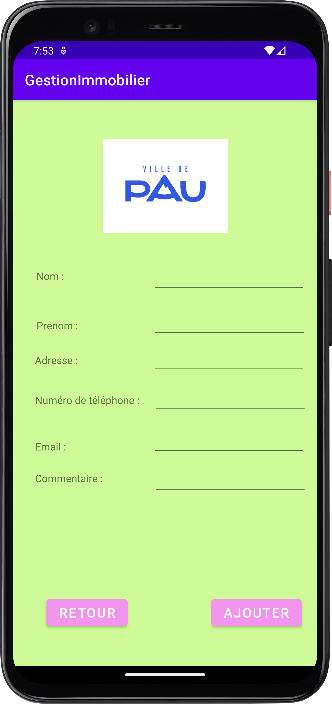 7:53
GestionImmobilier
VILLE DE
PAU
Nom :
Prenom :
Adresse :
Numéro de téléphone :
Email :
Commentaire :
RETOUR
AJOUTER